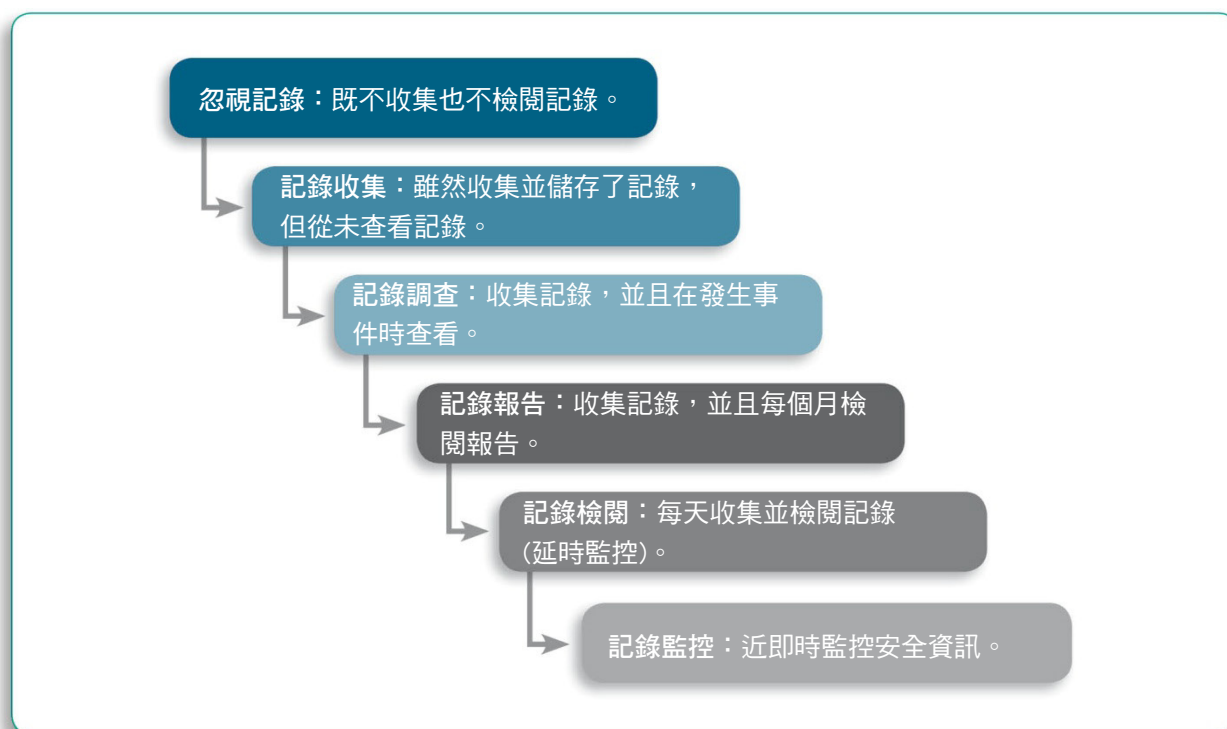 忽視記錄：既不收集也不檢閱記錄。
記錄收集：雖然收集並儲存了記錄，
但從未查看記錄。
記錄調查：收集記錄，並且在發生事
件時查看。
記錄報告：收集記錄，並且每個月檢
閱報告。
記錄檢閱：每天收集並檢閱記錄
(延時監控)。
記錄監控：近即時監控安全資訊。